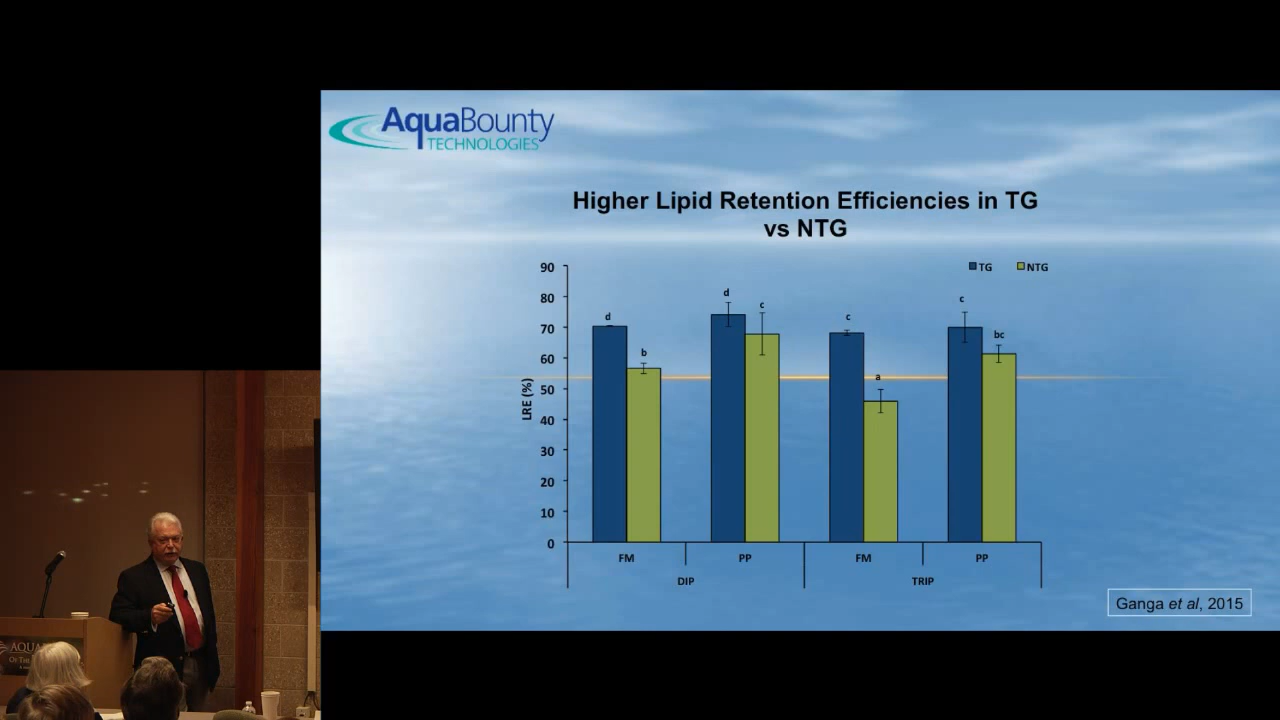 AquaBounty
TECHNOLOGIES
Higher Lipid Retention Efficiencies in TG
vs NTG
TG
NTG
LRE (%)
90
80
70
60
50
40
30
20
10
0
d
b
d
c
c
a
c
bc
FM
PP
FM
PP
DIP
TRIP
Ganga et al, 2015